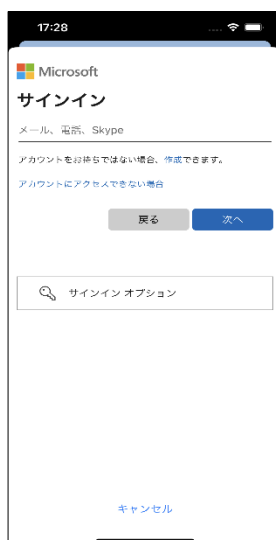 17:28
Microsoft
サインイン
メール、電話、Skype
アカウントをお持ちではない場合、作成できます。
アカウントにアクセスできない場合
戻る
次へ
サインイン オプション
キャンセル